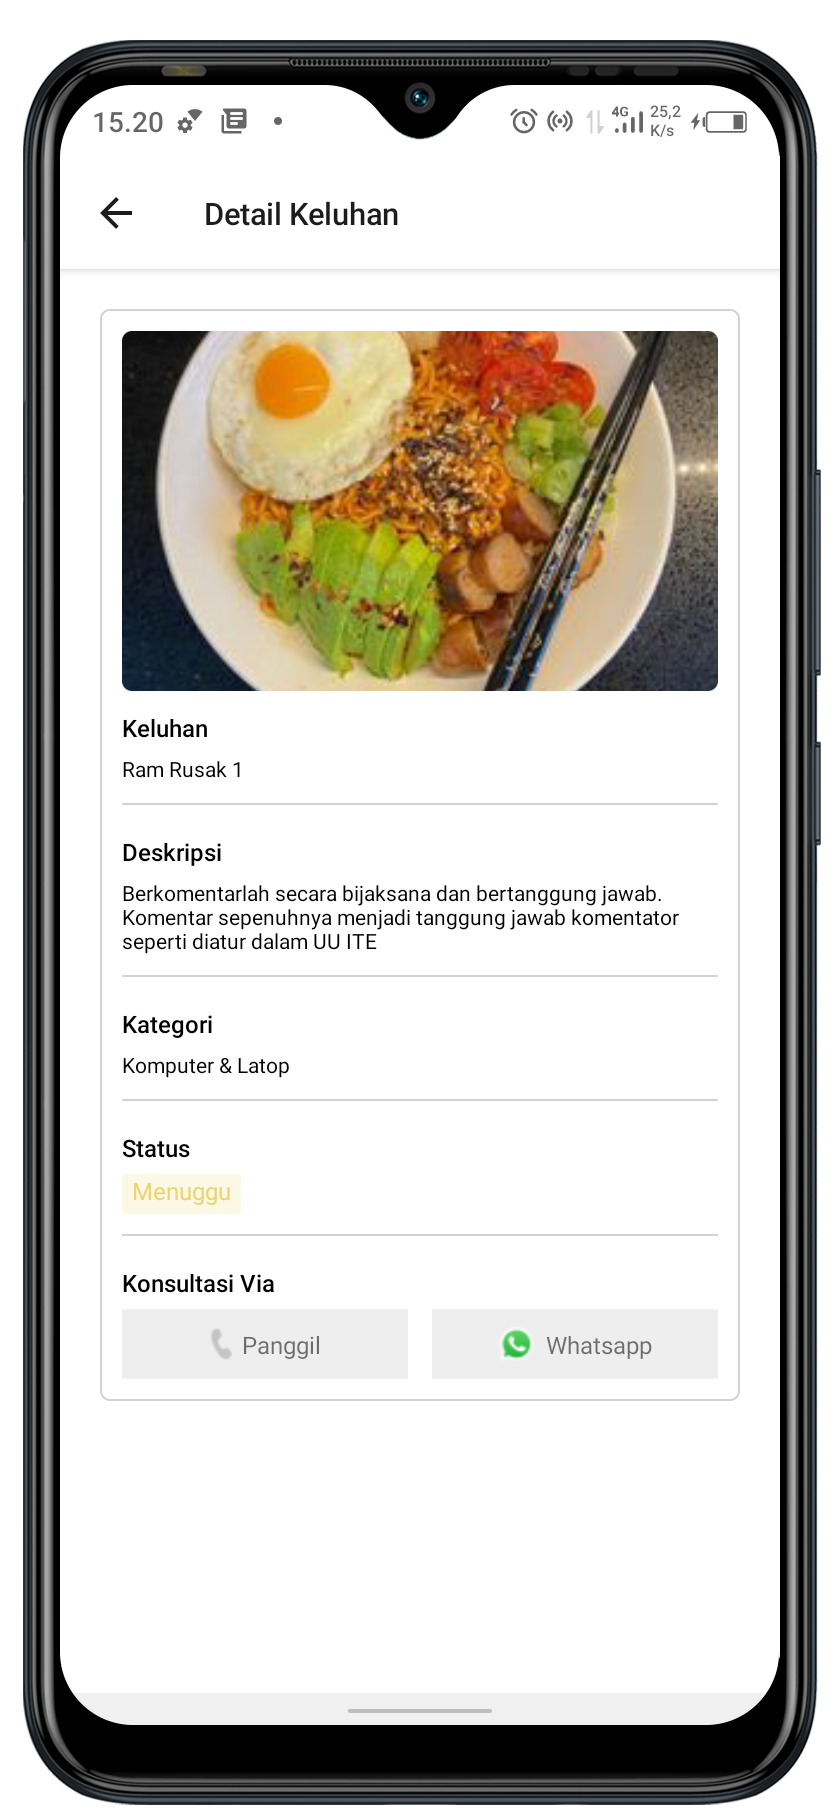 15.20
4G
25,2
K/s
Detail Keluhan
Keluhan
Ram Rusak 1
Deskripsi
Berkomentarlah secara bijaksana dan bertanggung jawab.
Komentar sepenuhnya menjadi tanggung jawab komentator
seperti diatur dalam UU ITE
Kategori
Komputer & Latop
Status
Menuggu
Konsultasi Via
Panggil
Whatsapp